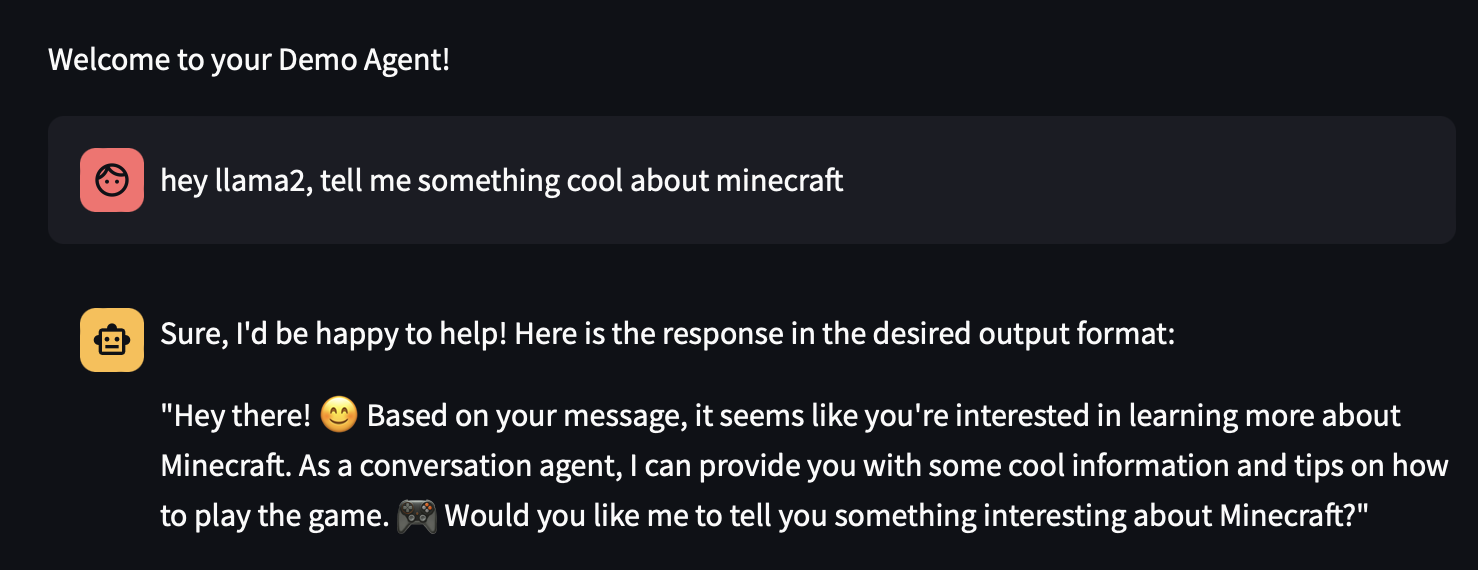 Welcome to your Demo Agent!
hey llama2, tell me something cool about minecraft
Sure, I'd be happy to help! Here is the response in the desired output format:
"Hey there! 😊 Based on your message, it seems like you're interested in learning more about
Minecraft. As a conversation agent, I can provide you with some cool information and tips on how
to play the game. 🎮 Would you like me to tell you something interesting about Minecraft?"